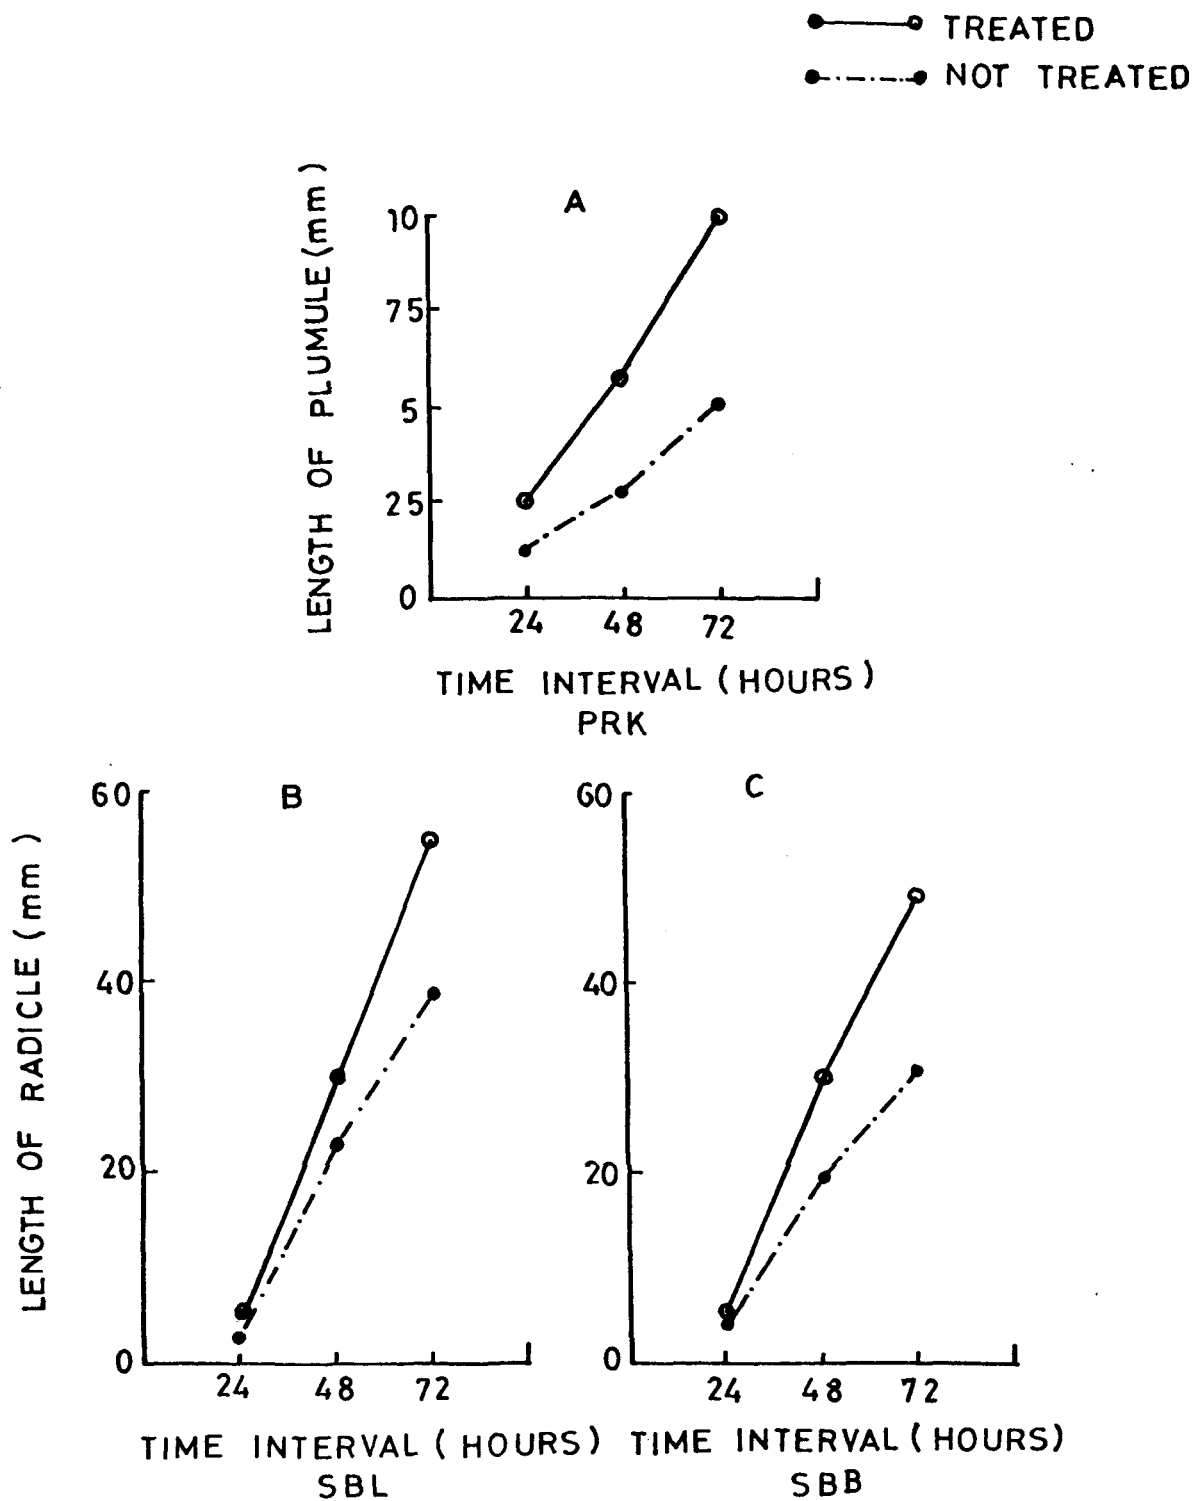 TREATED
NOT TREATED
A
LENGTH OF PLUMULE (mm)
10
75
5
25
0
24 48 72
TIME INTERVAL (HOURS)
PRK
B
LENGTH OF RADICLE (mm)
60
40
20
0
24 48 72
TIME INTERVAL (HOURS)
SBL
C
60
40
20
0
24 48 72
TIME INTERVAL (HOURS)
SBB